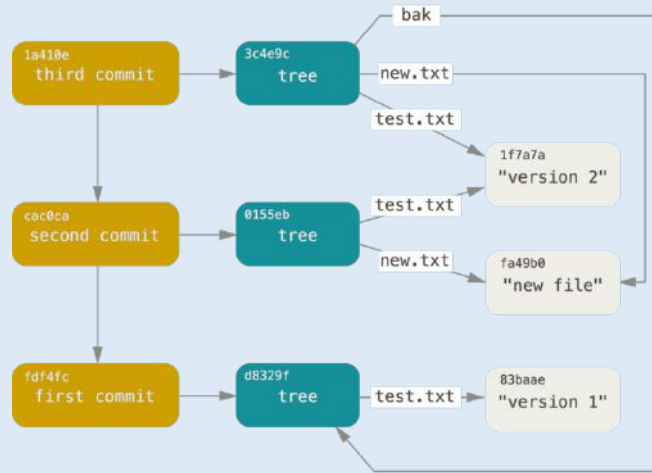 bak
1a410e
third commit
3c4e9c
tree
new.txt
test.txt
1f7a7a
"version 2"
cac0ca
second commit
0155eb
tree
test.txt
new.txt
fa49b0
"new file"
fdf4fc
first commit
d8329f
tree
test.txt
83baae
"version 1"